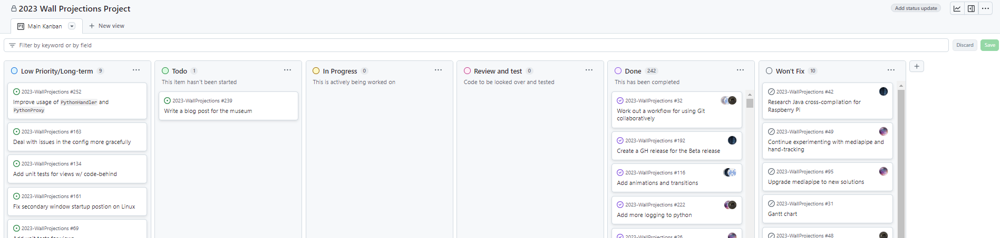 2023 Wall Projections Project
Add status update
Main Kanban
New view
Filter by keyword or by field
Discard
Save
Low Priority/Long-term 9
2023-WallProjections #252
Improve usage of PythonHandler and
PythonProxy
2023-WallProjections #163
Deal with issues in the config more gracefully
2023-WallProjections #134
Add unit tests for views w/ code-behind
2023-WallProjections #161
Fix secondary window startup postion on Linux
2023-WallProjections #69
Add unit tests for views
Todo 1
This item hasn't been started
2023-WallProjections #239
Write a blog post for the museum
In Progress 0
This is actively being worked on
Review and test 0
Code to be looked over and tested
Done 242
This has been completed
2023-WallProjections #32
Work out a workflow for using Git
collaboratively
2023-WallProjections #192
Create a GH release for the Beta release
2023-WallProjections #116
Add animations and transitions
2023-WallProjections #222
Add more logging to python
2023-WallProjections #26
Won't Fix 10
2023-WallProjections #42
Research Java cross-compilation for
Raspberry Pi
2023-WallProjections #49
Continue experimenting with mediapipe and
hand-tracking
2023-WallProjections #95
Upgrade mediapipe to new solutions
2023-WallProjections #31
Gantt chart
2023-WallProjections #48